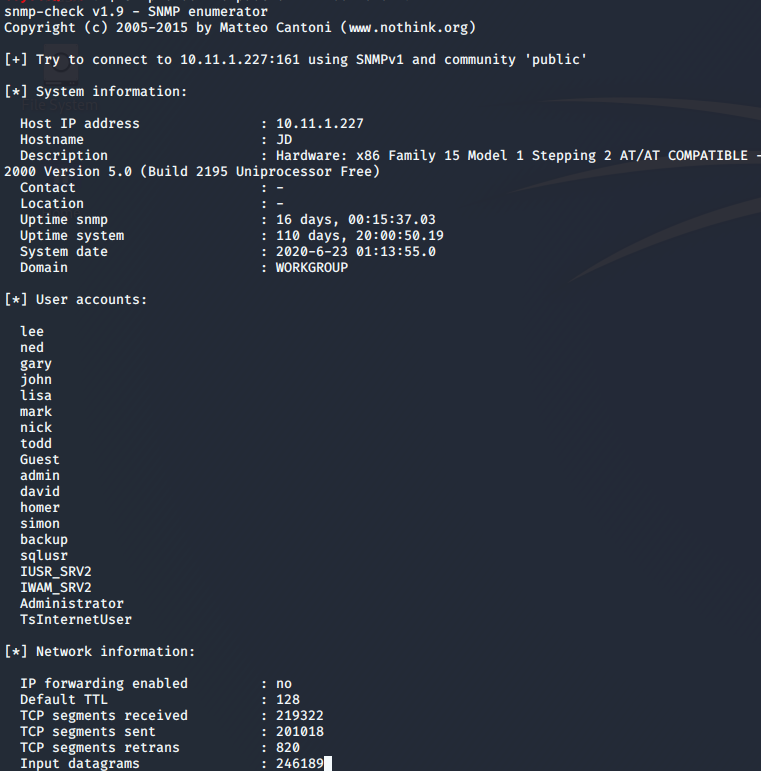 snmp-check v1.9 - SNMP enumerator
Copyright (c) 2005-2015 by Matteo Cantoni (www.nothink.org)
[+] Try to connect to 10.11.1.227:161 using SNMPv1 and community 'public'
[*] System information:
Host IP address : 10.11.1.227
Hostname : JD
Description : Hardware: x86 Family 15 Model 1 Stepping 2 AT/AT COMPATIBLE -
2000 Version 5.0 (Build 2195 Uniprocessor Free)
Contact : -
Location : -
Uptime snmp : 16 days, 00:15:37.03
Uptime system : 110 days, 20:00:50.19
System date : 2020-6-23 01:13:55.0
Domain : WORKGROUP
[*] User accounts:
lee
ned
gary
john
lisa
mark
nick
todd
Guest
admin
david
homer
simon
backup
sqlusr
IUSR_SRV2
IWAM_SRV2
Administrator
TsInternetUser
[*] Network information:
IP forwarding enabled : no
Default TTL : 128
TCP segments received : 219322
TCP segments sent : 201018
TCP segments retrans : 820
Input datagrams : 246189